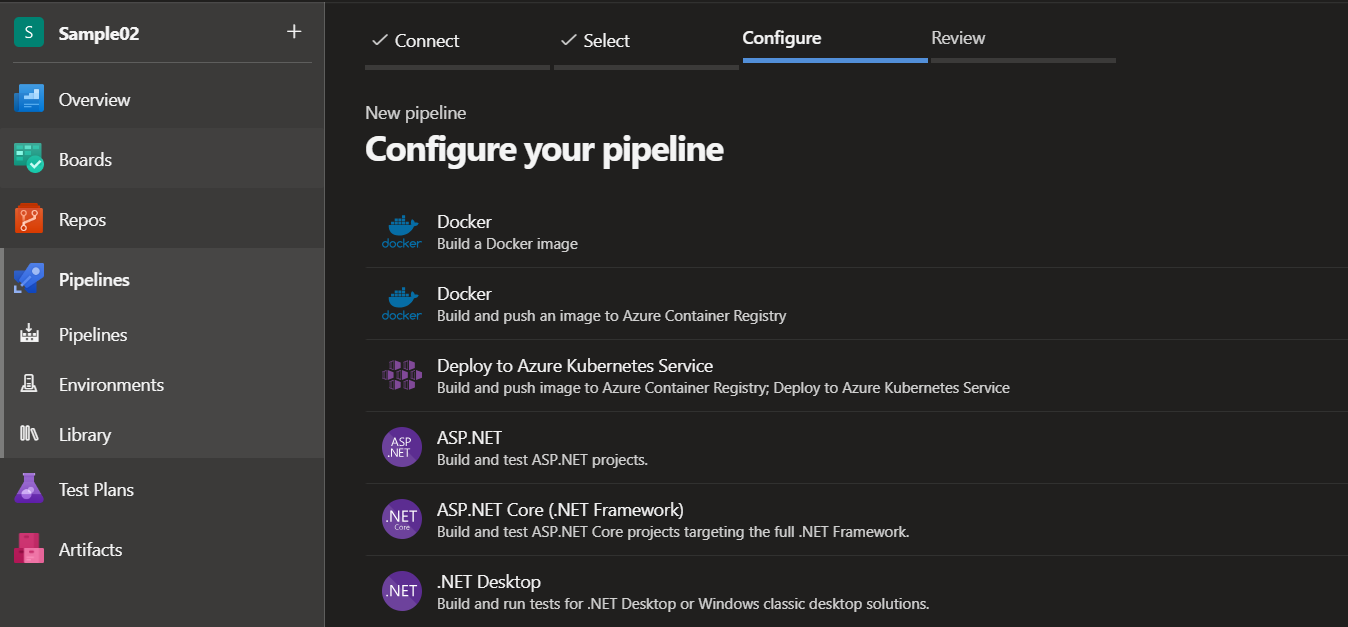 S Sample02 +
Overview
Boards
Repos
Pipelines
Pipelines
Environments
Library
Test Plans
Artifacts
Connect Select Configure Review
New pipeline
Configure your pipeline
docker
Docker
Build a Docker image
docker
Docker
Build and push an image to Azure Container Registry
Deploy to Azure Kubernetes Service
Build and push image to Azure Container Registry; Deploy to Azure Kubernetes Service
ASP
.NET
ASP.NET
Build and test ASP.NET projects.
.NET
Core
ASP.NET Core (.NET Framework)
Build and test ASP.NET Core projects targeting the full .NET Framework.
.NET
.NET Desktop
Build and run tests for .NET Desktop or Windows classic desktop solutions.